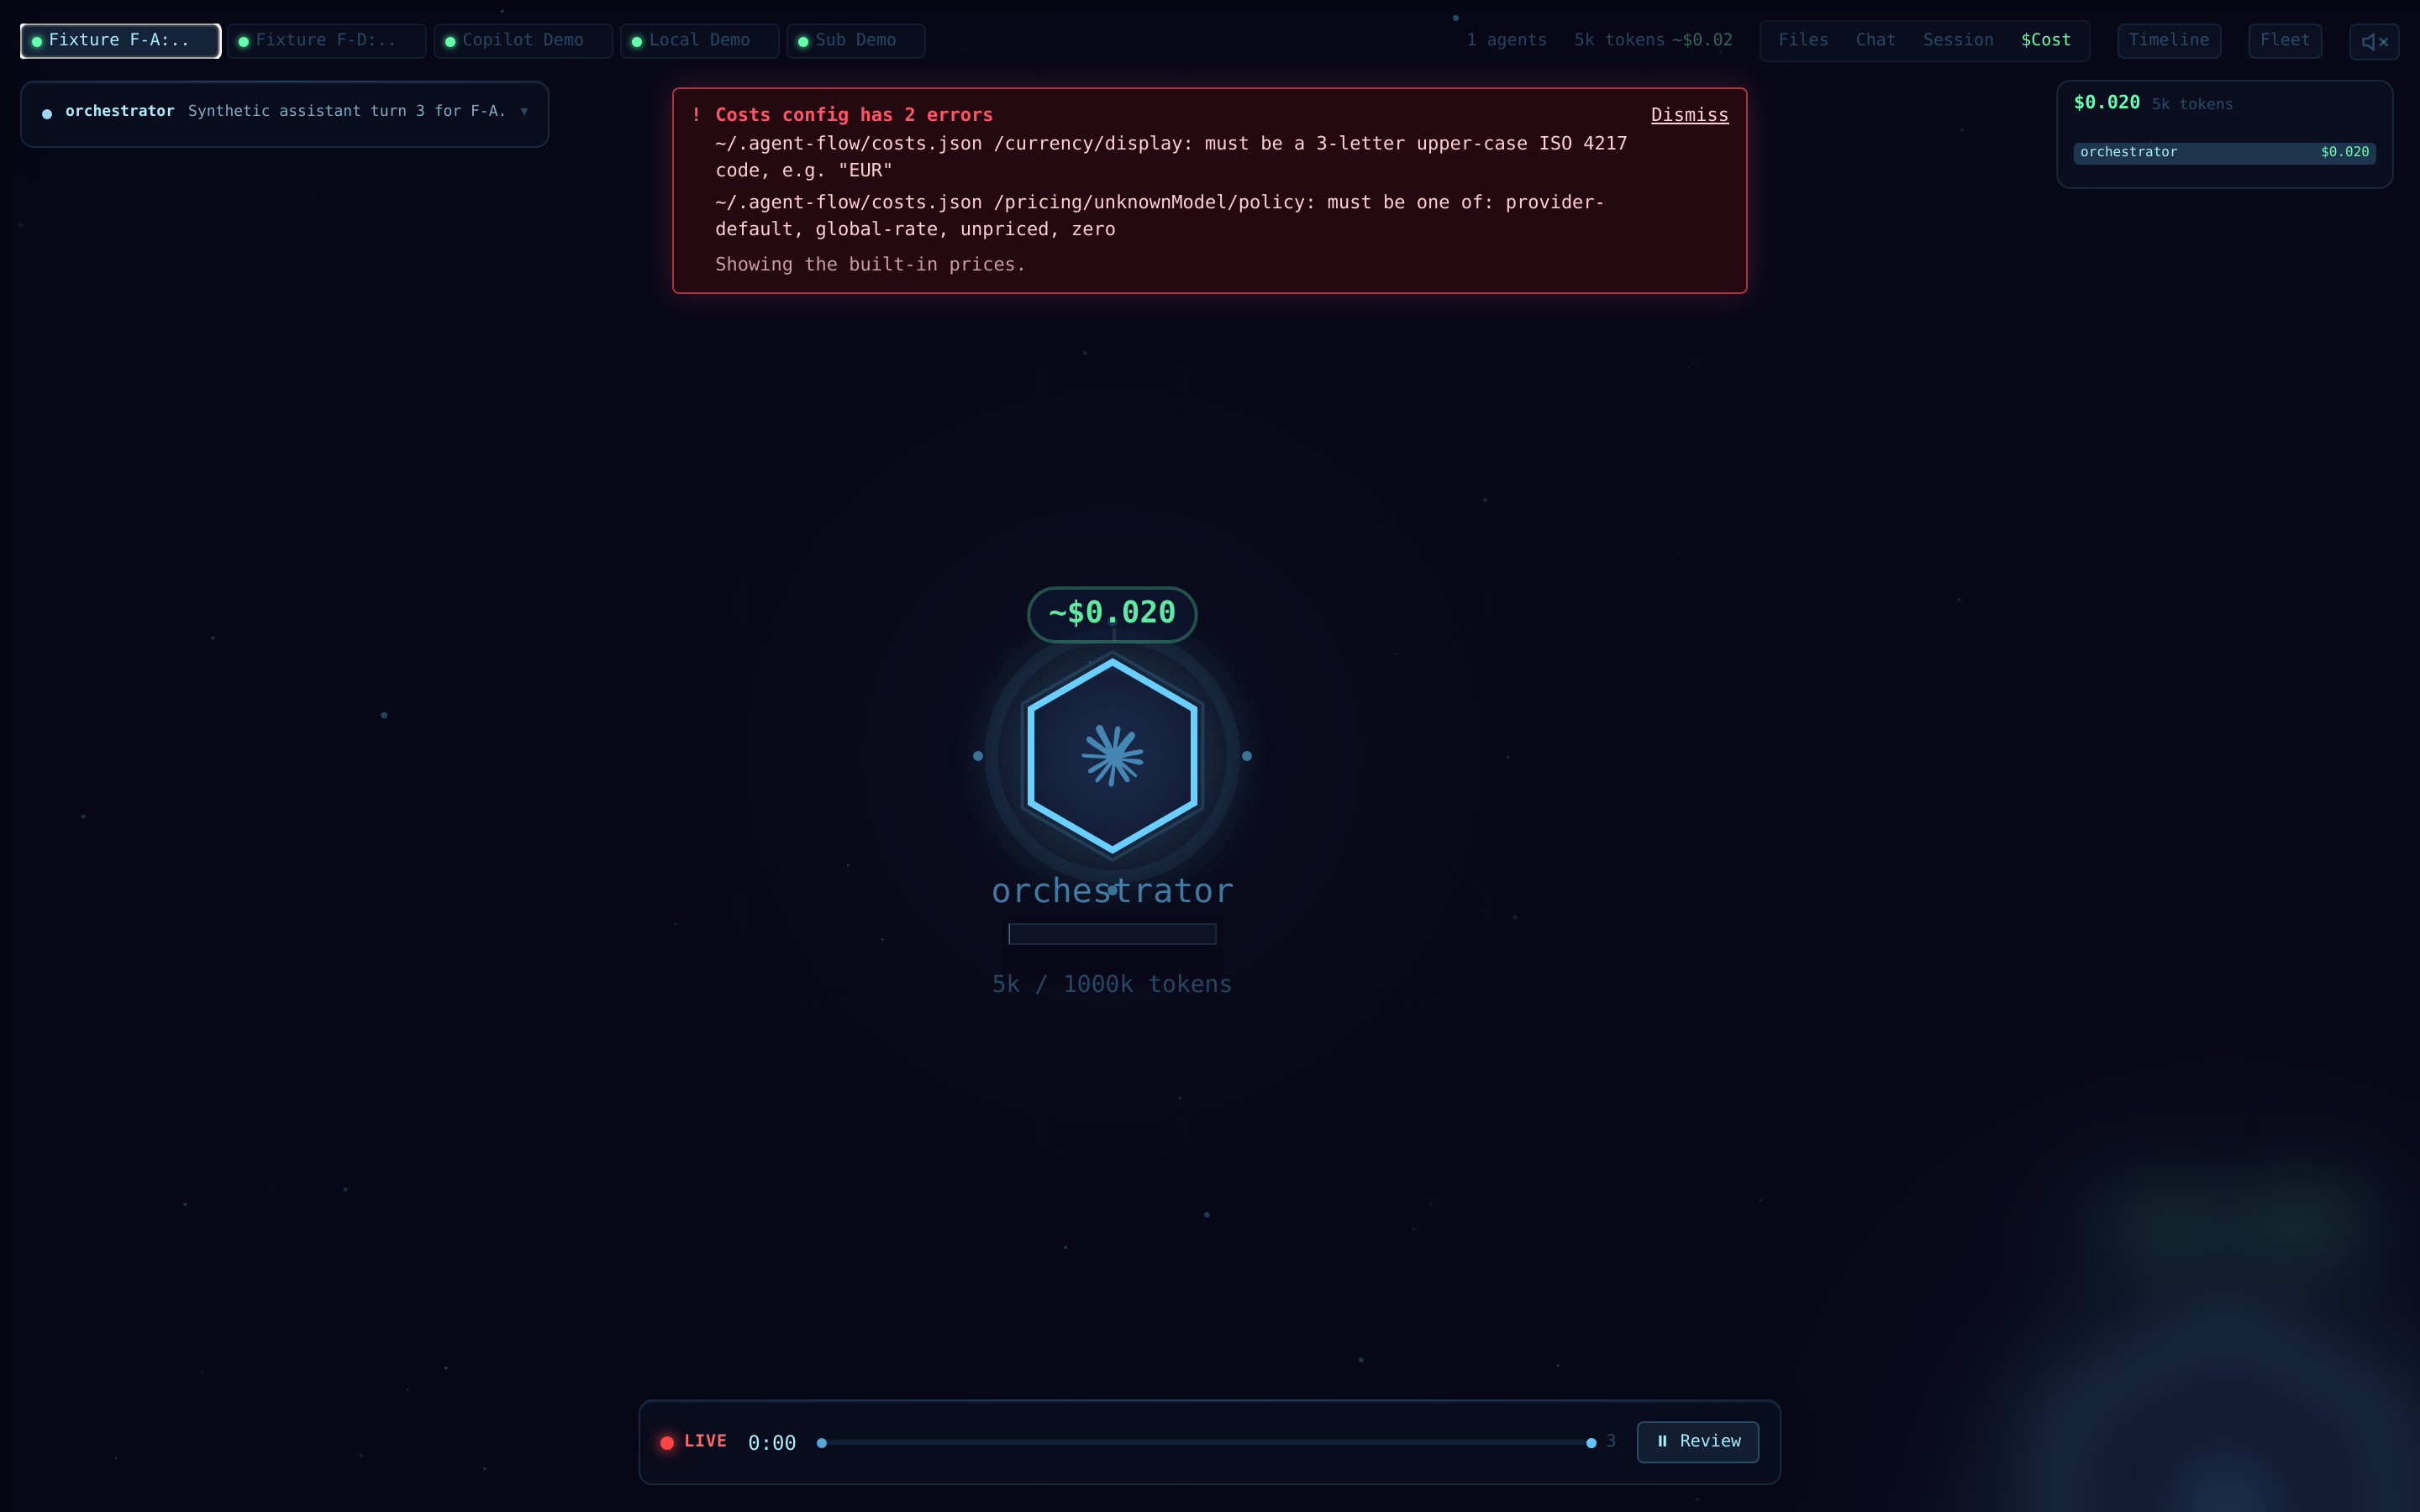 Fixture F-A:..
Fixture F-D:..
Copilot Demo
Local Demo
Sub Demo
1 agents
5k tokens ~$0.02
Files
Chat
Session
$Cost
Timeline
Fleet
orchestrator Synthetic assistant turn 3 for F-A. ▼
! Costs config has 2 errors
Dismiss
~/.agent-flow/costs.json /currency/display: must be a 3-letter upper-case ISO 4217
code, e.g. "EUR"
~/.agent-flow/costs.json /pricing/unknownModel/policy: must be one of: provider-
default, global-rate, unpriced, zero
Showing the built-in prices.
$0.020 5k tokens
orchestrator $0.020
~$0.020
orchestrator
5k / 1000k tokens
LIVE 0:00 3 Review